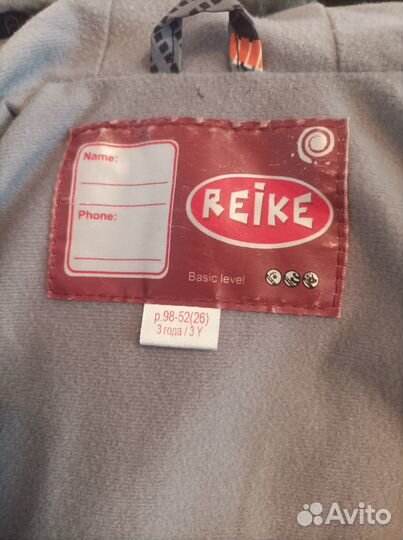 Name:
Phone:
REIKE
Basic level
р.98-52(26)
3 года / 3 Y
Avito